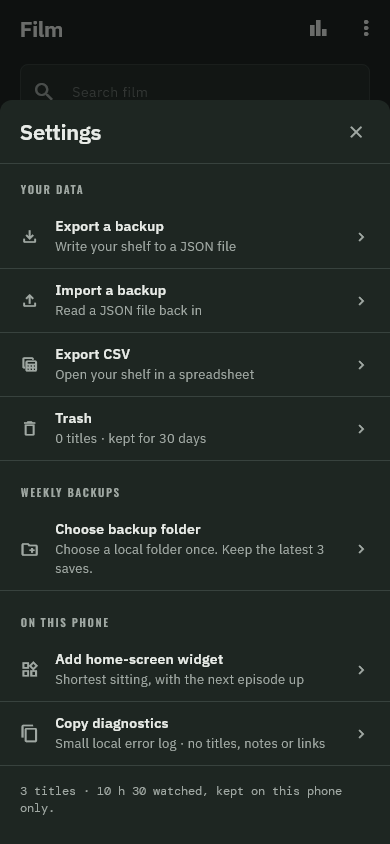 Film
Search film
Settings
YOUR DATA
Export a backup
Write your shelf to a JSON file
Import a backup
Read a JSON file back in
Export CSV
Open your shelf in a spreadsheet
Trash
0 titles · kept for 30 days
WEEKLY BACKUPS
Choose backup folder
Choose a local folder once. Keep the latest 3
saves.
ON THIS PHONE
Add home-screen widget
Shortest sitting, with the next episode up
Copy diagnostics
Small local error log · no titles, notes or links
3 titles · 10 h 30 watched, kept on this phone
only.